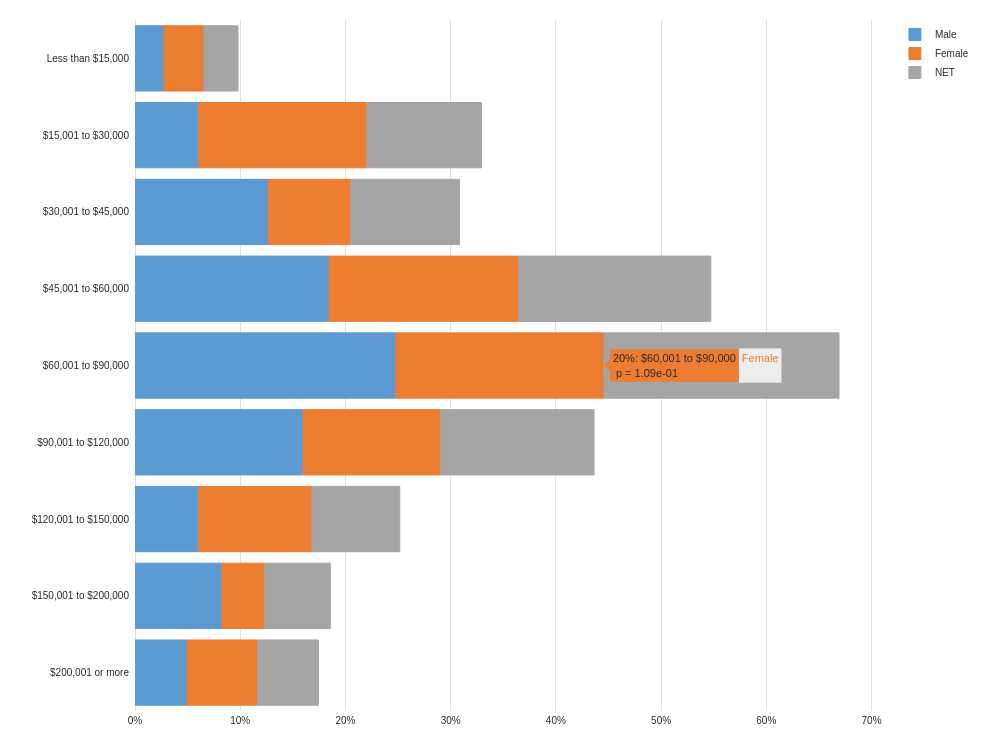 Less than $15,000
$15,001 to $30,000
$30,001 to $45,000
$45,001 to $60,000
$60,001 to $90,000
$90,001 to $120,000
$120,001 to $150,000
$150,001 to $200,000
$200,001 or more
20%: $60,001 to $90,000 Female
p = 1.09e-01
0% 10% 20% 30% 40% 50% 60% 70%
Male
Female
NET